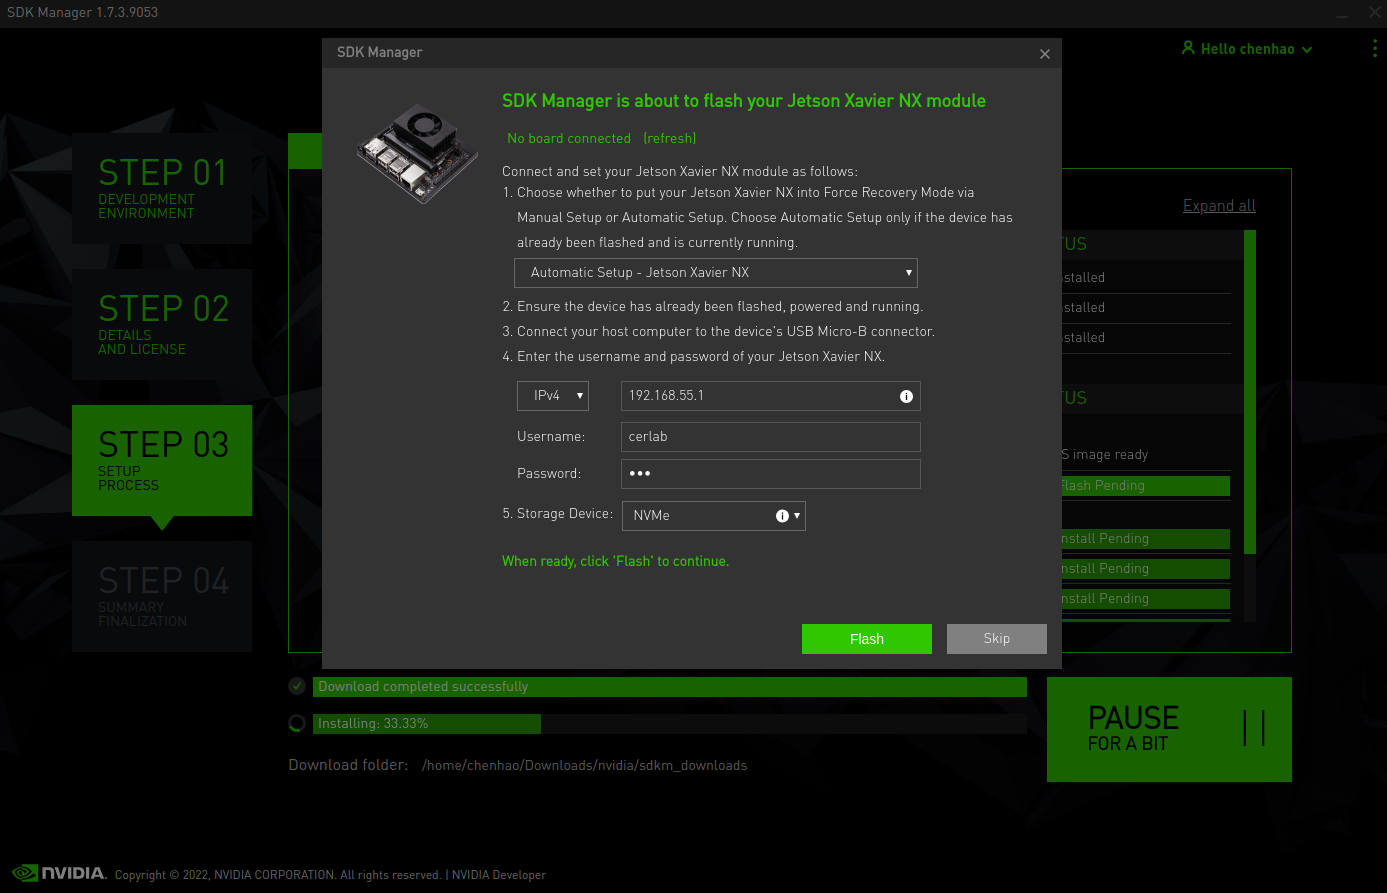 SDK Manager 1.7.3.9053
Hello chenhao
SDK Manager
SDK Manager is about to flash your Jetson Xavier NX module
No board connected (refresh)
Connect and set your Jetson Xavier NX module as follows:
1. Choose whether to put your Jetson Xavier NX into Force Recovery Mode via
Manual Setup or Automatic Setup. Choose Automatic Setup only if the device has
already been flashed and is currently running.
Automatic Setup - Jetson Xavier NX
2. Ensure the device has already been flashed, powered and running.
3. Connect your host computer to the device's USB Micro-B connector.
4. Enter the username and password of your Jetson Xavier NX.
IPv4 192.168.55.1
Username: cerlab
Password: •••
5. Storage Device: NVMe
When ready, click 'Flash' to continue.
Flash Skip
STEP 01
DEVELOPMENT
ENVIRONMENT
STEP 02
DETAILS
AND LICENSE
STEP 03
SETUP
PROCESS
STEP 04
SUMMARY
FINALIZATION
Expand all
TUS
stalled
stalled
stalled
TUS
S image ready
Flash Pending
nstall Pending
nstall Pending
nstall Pending
Download completed successfully
Installing: 33.33%
Download folder: /home/chenhao/Downloads/nvidia/sdkm_downloads
PAUSE
FOR A BIT
NVIDIA. Copyright © 2022, NVIDIA CORPORATION. All rights reserved. | NVIDIA Developer